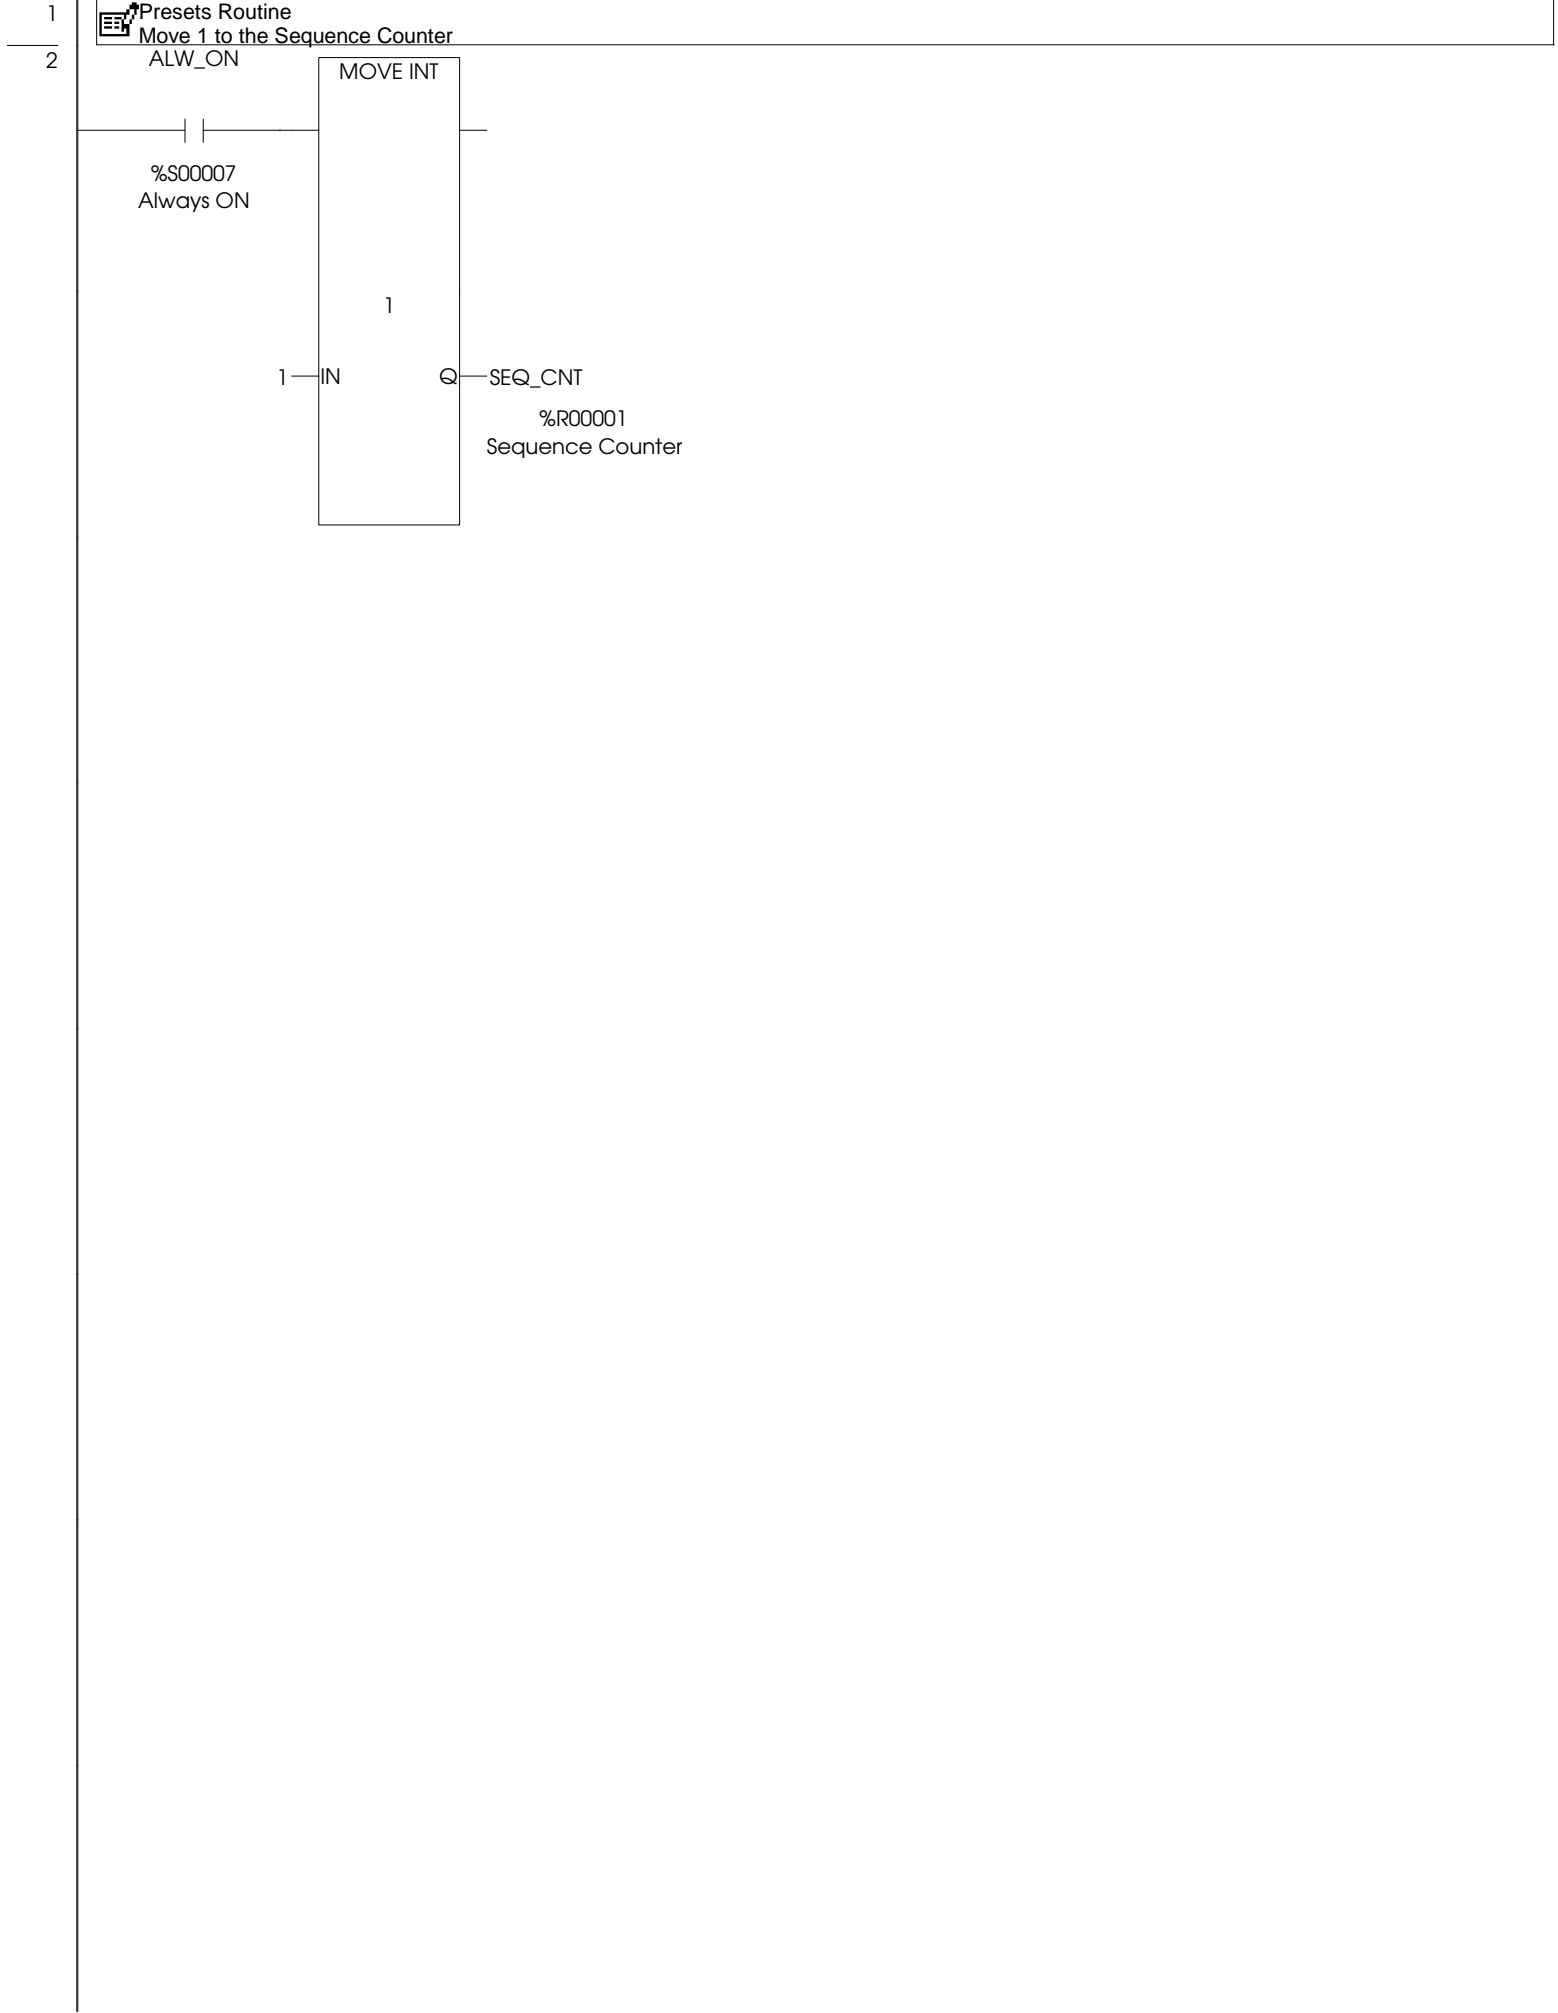 1
Presets Routine
Move 1 to the Sequence Counter
2
ALW_ON
MOVE INT
%S00007
Always ON
1
1 IN Q SEQ_CNT
%R00001
Sequence Counter